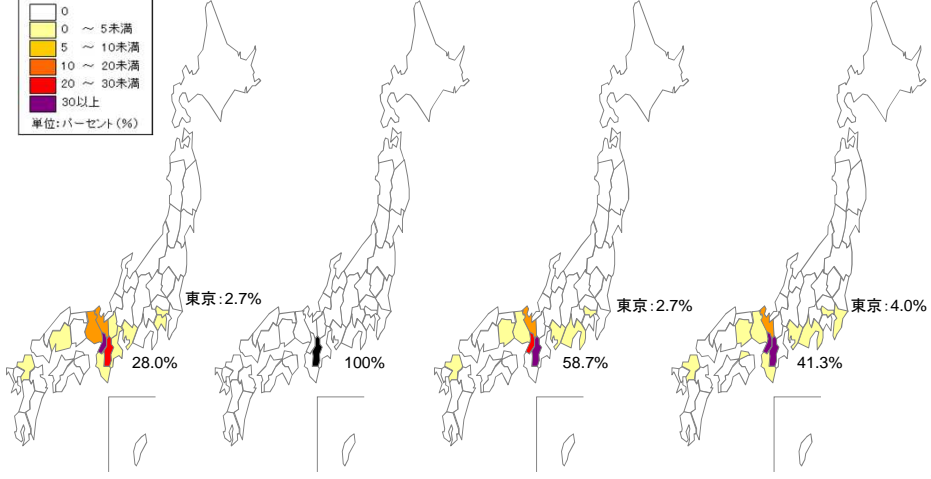 0
0 ～ 5未満
5 ～ 10未満
10 ～ 20未満
20 ～ 30未満
30以上
単位：パーセント（％）
東京：2.7%
28.0%
100%
東京：2.7%
58.7%
東京：4.0%
41.3%